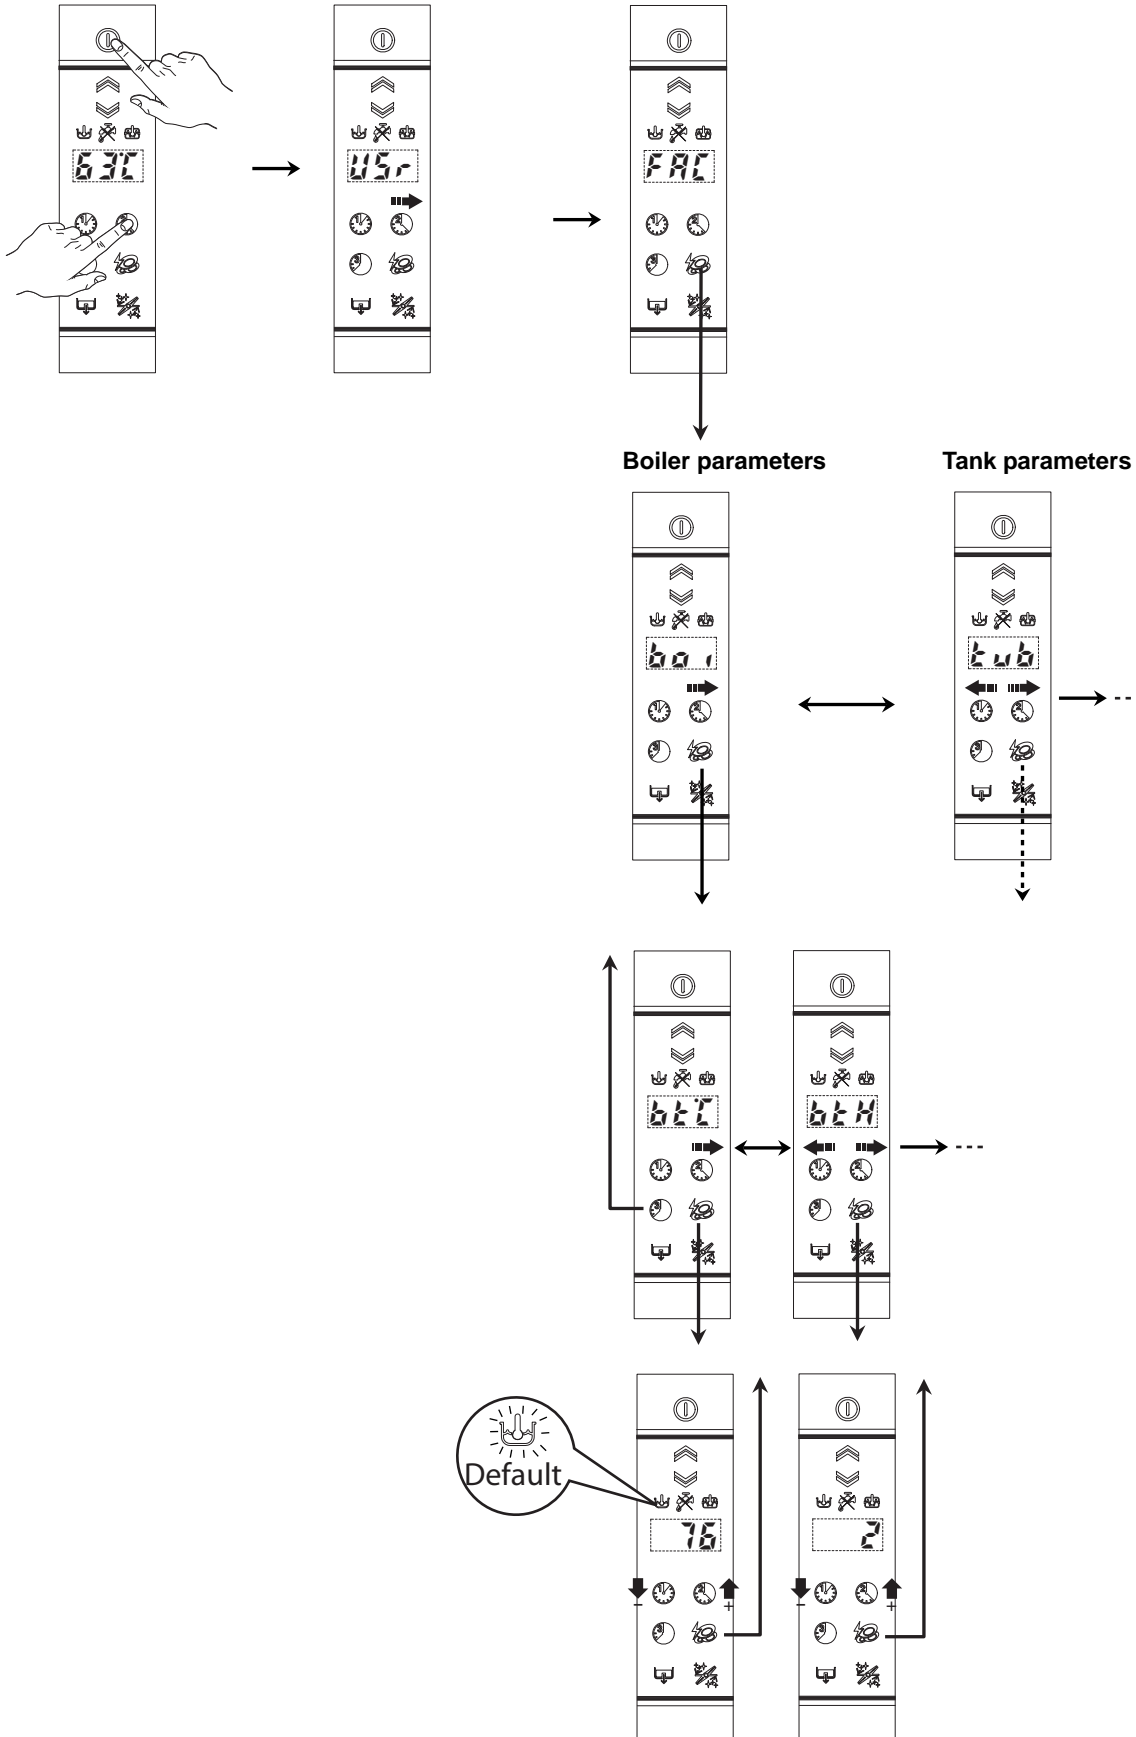 63°C
USr
FAC
Boiler parameters
Tank parameters
boi
tub
bt°C
btH
Default
76
2
- +
- +